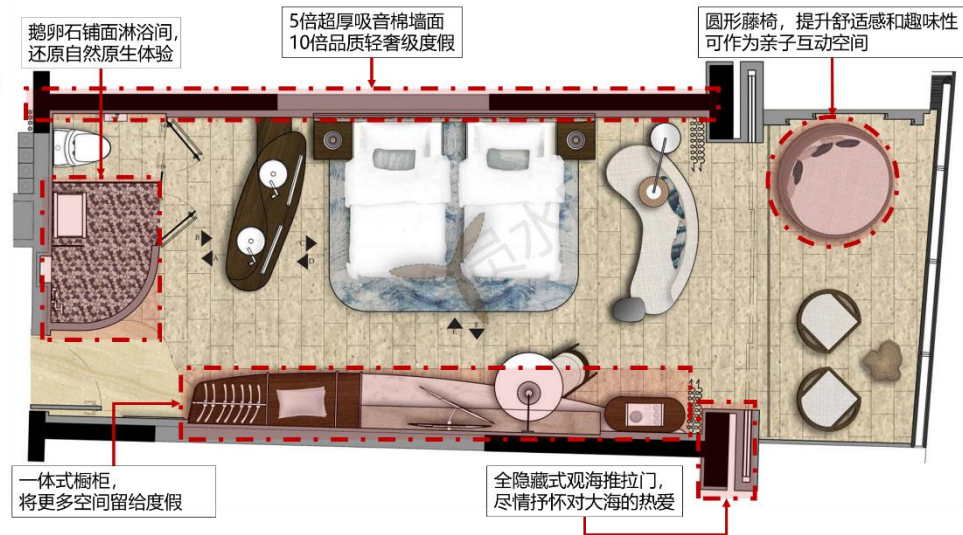 鹅卵石铺面淋浴间，
还原自然原生体验
5倍超厚吸音棉墙面
10倍品质轻奢级度假
圆形藤椅，提升舒适感和趣味性
可作为亲子互动空间
B
A
C
D
E
一体式橱柜，
将更多空间留给度假
全隐藏式观海推拉门，
尽情抒怀对大海的热爱